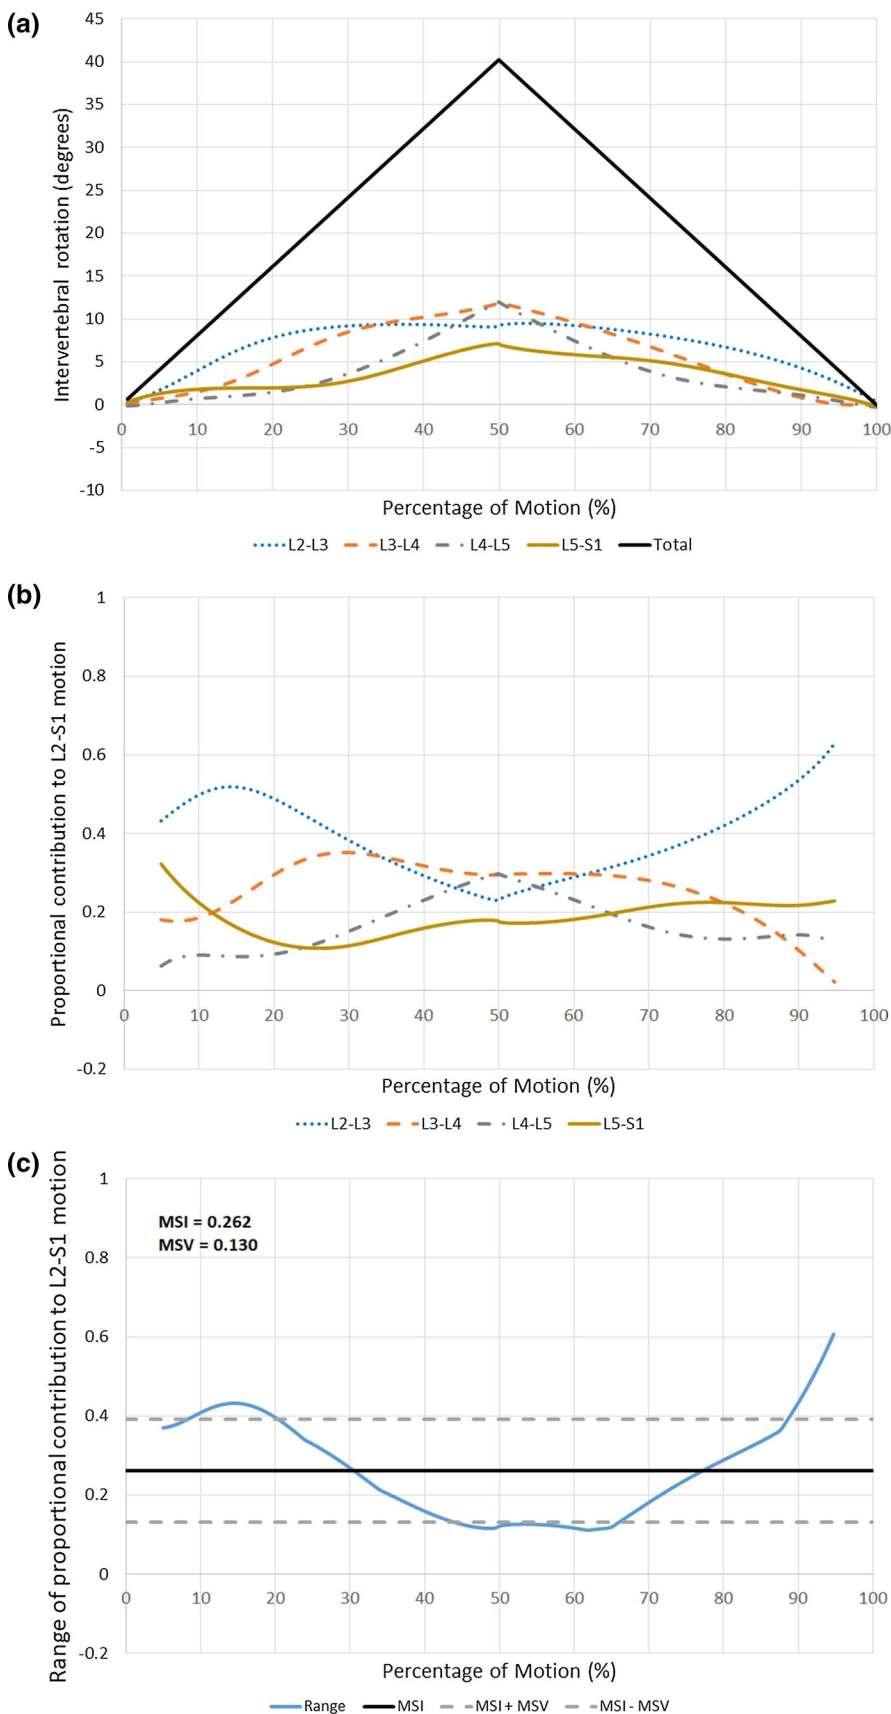 (a)
Intervertebral rotation (degrees)
45
40
35
30
25
20
15
10
5
0
-5
-10
0 10 20 30 40 50 60 70 80 90 100
Percentage of Motion (%)
L2-L3 L3-L4 L4-L5 L5-S1 Total
(b)
Proportional contribution to L2-S1 motion
1
0.8
0.6
0.4
0.2
0
-0.2
0 10 20 30 40 50 60 70 80 90 100
Percentage of Motion (%)
L2-L3 L3-L4 L4-L5 L5-S1
(c)
Range of proportional contribution to L2-S1 motion
1
0.8
0.6
0.4
0.2
0
-0.2
MSI = 0.262
MSV = 0.130
0 10 20 30 40 50 60 70 80 90 100
Percentage of Motion (%)
Range MSI MSI + MSV MSI - MSV